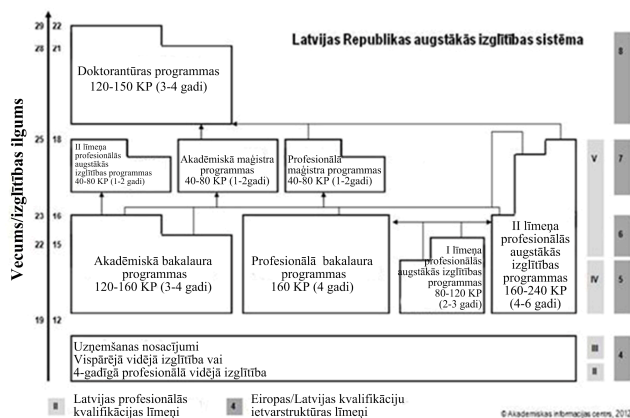 Latvijas Republikas augstākās izglītības sistēma
Vecums/izglītības ilgums
29 22
28 21
25 18
23 16
22 15
19 12
Doktorantūras programmas
120-150 KP (3-4 gadi)
II līmeņa
profesionālās
augstākās
izglītības programmas
40-80 KP (1-2 gadi)
Akadēmiskā maģistra
programmas
40-80 KP (1-2gadi)
Profesionālā
maģistra programmas
40-80 KP (1-2gadi)
Akadēmiskā bakalaura
programmas
120-160 KP (3-4 gadi)
Profesionālā bakalaura
programmas
160 KP (4 gadi)
I līmeņa
profesionālās
augstākās izglītības
programmas
80-120 KP
(2-3 gadi)
II līmeņa
profesionālās
augstākās
izglītības
programmas
160-240 KP
(4-6 gadi)
V
IV
III
II
8
7
6
5
4
Uzņemšanas nosacījumi
Vispārējā vidējā izglītība vai
4-gadīgā profesionālā vidējā izglītība
II Latvijas profesionālās
kvalifikācijas līmeņi
4 Eiropas/Latvijas kvalifikāciju
ietvarstruktūras līmeņi
© Akadēmiskas informācijas centrs, 2012